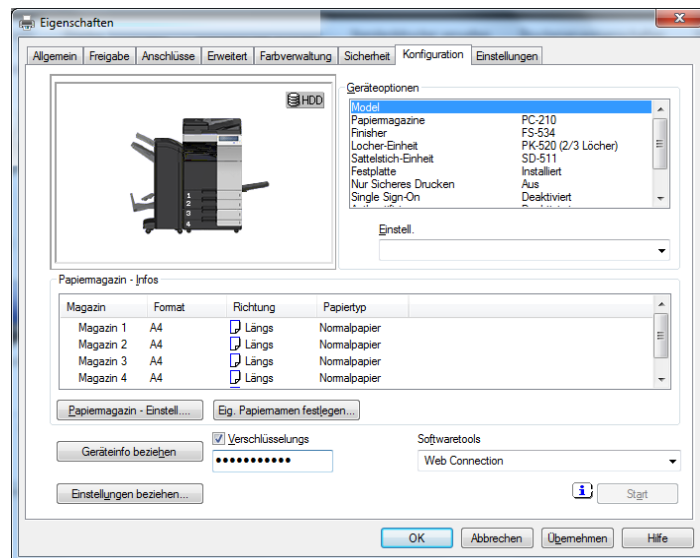 Eigenschaften
Allgemein Freigabe Anschlüsse Erweitert Farbverwaltung Sicherheit Konfiguration Einstellungen
HDD
1
2
3
4
Geräteoptionen
Model
Papiermagazine PC-210
Finisher FS-534
Locher-Einheit PK-520 (2/3 Löcher)
Sattelstich-Einheit SD-511
Festplatte Installiert
Nur Sicheres Drucken Aus
Single Sign-On Deaktiviert
Einstell.
Papiermagazin - Infos
Magazin Format Richtung Papiertyp
Magazin 1 A4 Längs Normalpapier
Magazin 2 A4 Längs Normalpapier
Magazin 3 A4 Längs Normalpapier
Magazin 4 A4 Längs Normalpapier
Papiermagazin - Einstell.... Eig. Papiernamen festlegen...
Geräteinfo beziehen
Verschlüsselungs
Softwaretools
Web Connection
Einstellungen beziehen...
Start
OK Abbrechen Übernehmen Hilfe